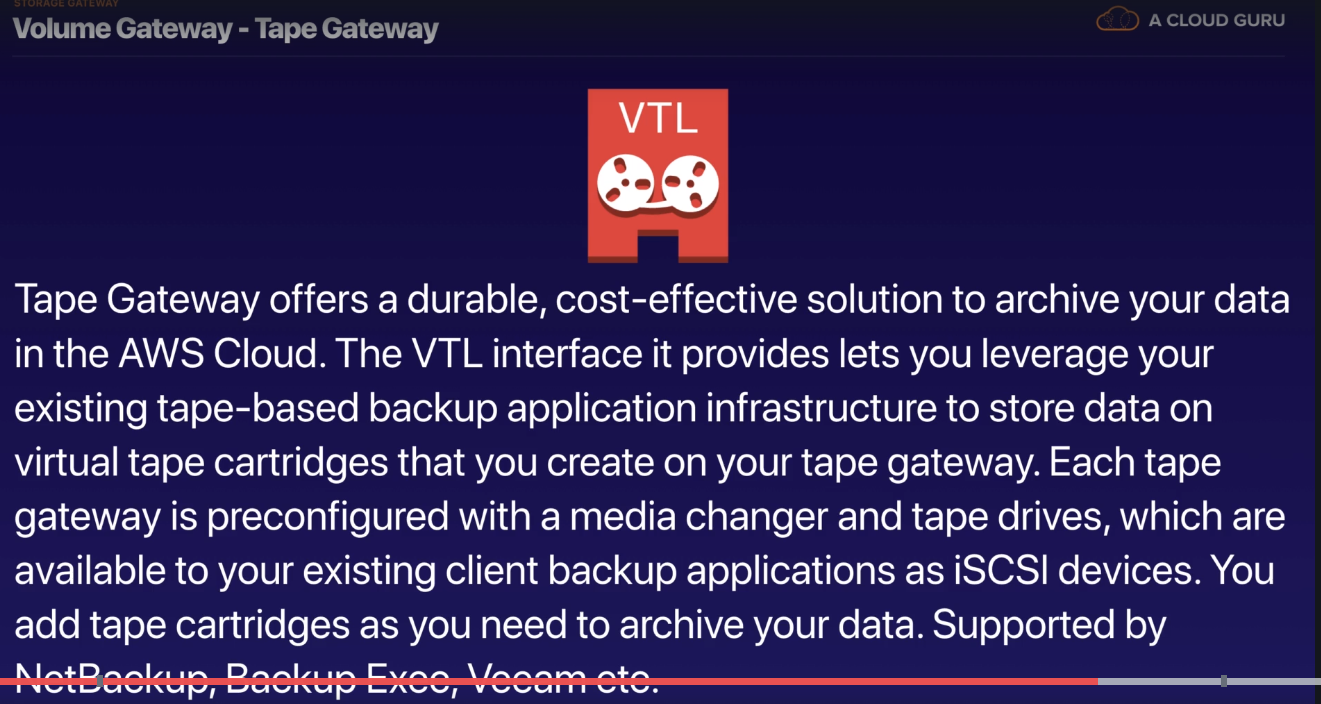 STORAGE GATEWAY
Volume Gateway - Tape Gateway
A CLOUD GURU
VTL
Tape Gateway offers a durable, cost-effective solution to archive your data
in the AWS Cloud. The VTL interface it provides lets you leverage your
existing tape-based backup application infrastructure to store data on
virtual tape cartridges that you create on your tape gateway. Each tape
gateway is preconfigured with a media changer and tape drives, which are
available to your existing client backup applications as iSCSI devices. You
add tape cartridges as you need to archive your data. Supported by
NetBackup, Backup Exec, Veeam etc.